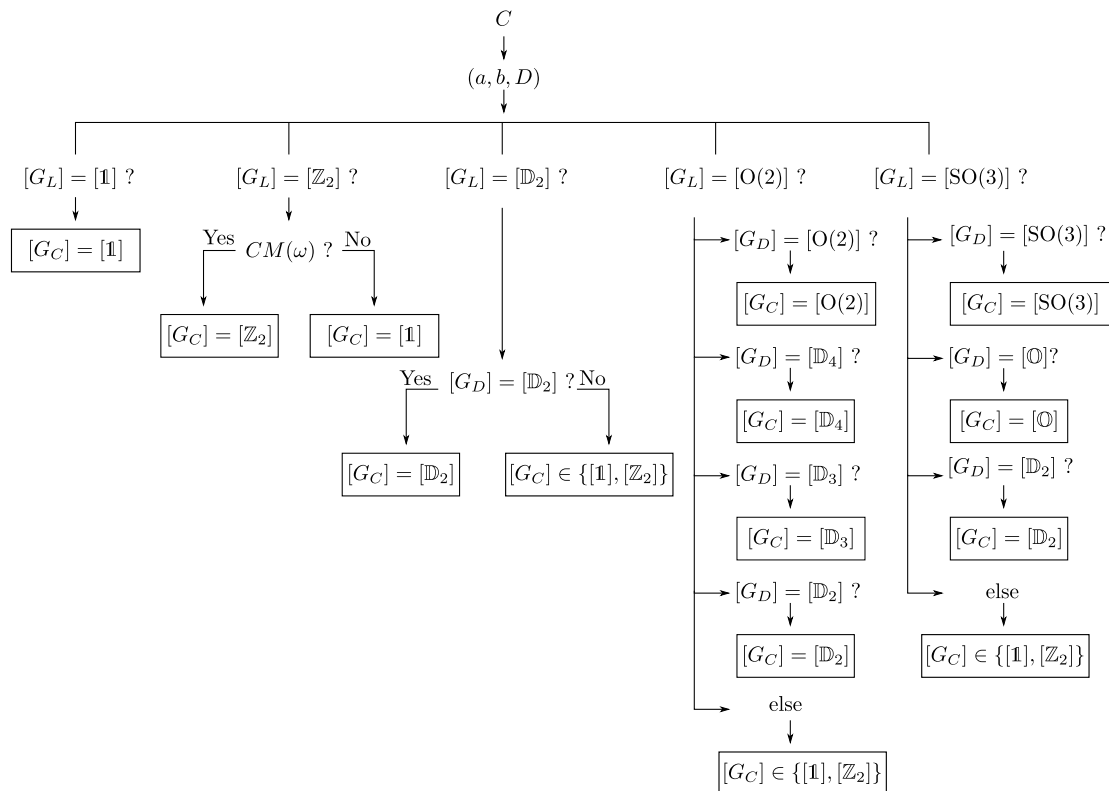 C
(a, b, D)
[G_L] = [𝟙] ?
[G_C] = [𝟙]
[G_L] = [ℤ₂] ?
Yes
CM(ω) ?
No
[G_C] = [ℤ₂]
[G_C] = [𝟙]
[G_L] = [𝔻₂] ?
Yes
[G_D] = [𝔻₂] ?
No
[G_C] = [𝔻₂]
[G_C] ∈ {[𝟙], [ℤ₂]}
[G_L] = [O(2)] ?
[G_D] = [O(2)] ?
[G_C] = [O(2)]
[G_D] = [𝔻₄] ?
[G_C] = [𝔻₄]
[G_D] = [𝔻₃] ?
[G_C] = [𝔻₃]
[G_D] = [𝔻₂] ?
[G_C] = [𝔻₂]
else
[G_C] ∈ {[𝟙], [ℤ₂]}
[G_L] = [SO(3)] ?
[G_D] = [SO(3)] ?
[G_C] = [SO(3)]
[G_D] = [𝕆]?
[G_C] = [𝕆]
[G_D] = [𝔻₂] ?
[G_C] = [𝔻₂]
else
[G_C] ∈ {[𝟙], [ℤ₂]}